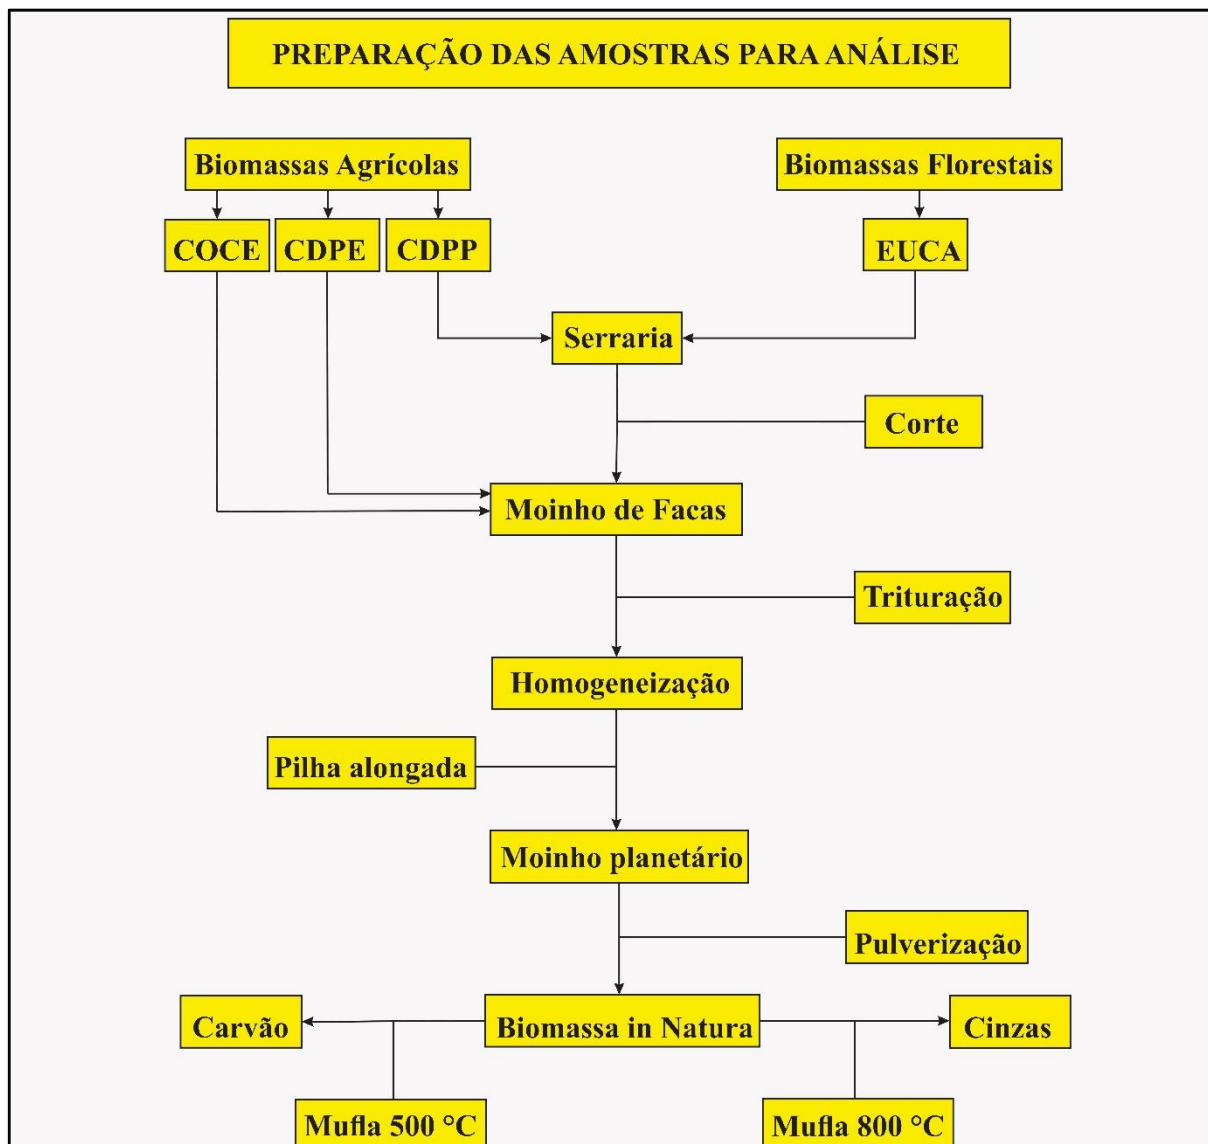 PREPARAÇÃO DAS AMOSTRAS PARA ANÁLISE
Biomassas Agrícolas
Biomassas Florestais
COCE
CDPE
CDPP
EUCA
Serraria
Corte
Moinho de Facas
Trituração
Homogeneização
Pilha alongada
Moinho planetário
Pulverização
Carvão
Biomassa in Natura
Cinzas
Mufla 500 °C
Mufla 800 °C